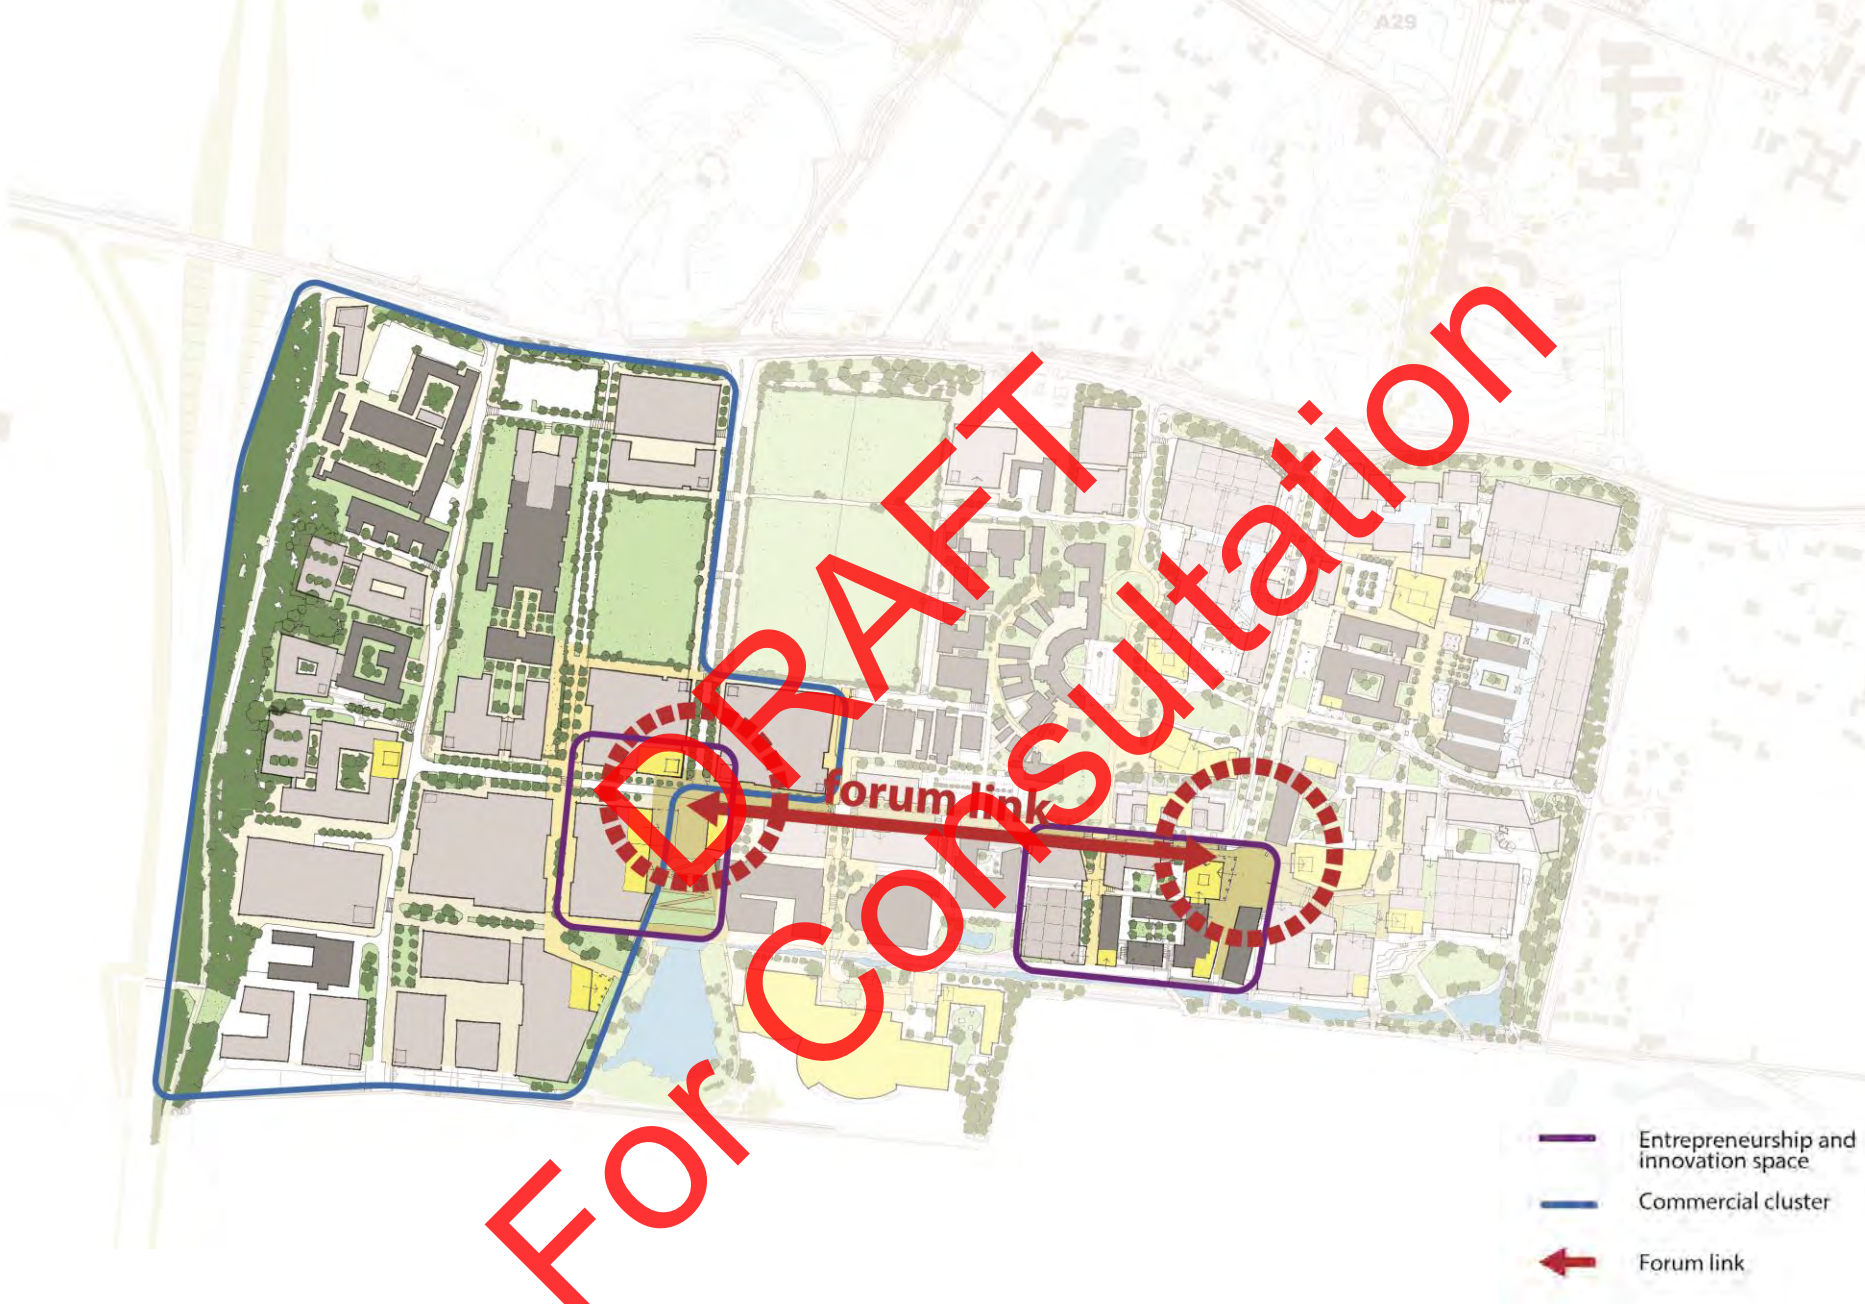 A29
DRAFT
For Consultation
forum link
Entrepreneurship and
innovation space
Commercial cluster
Forum link